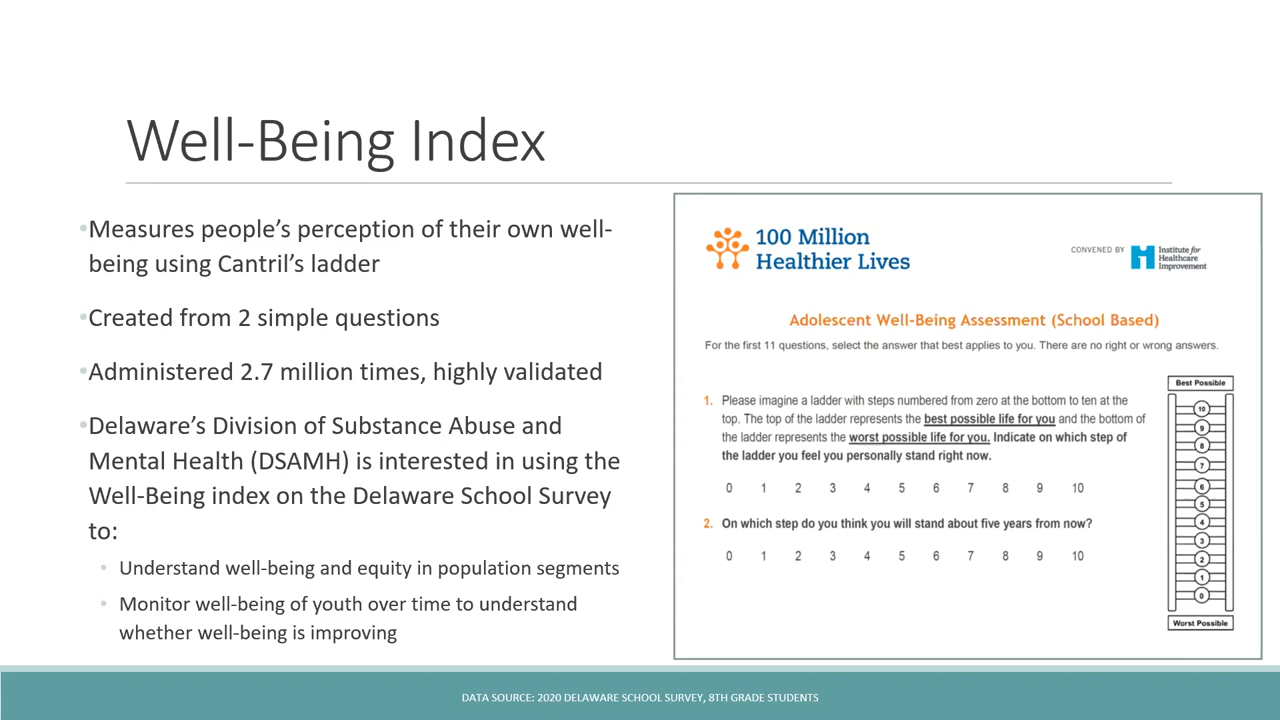 Well-Being Index
•Measures people’s perception of their own well-
being using Cantril’s ladder
•Created from 2 simple questions
•Administered 2.7 million times, highly validated
•Delaware’s Division of Substance Abuse and
Mental Health (DSAMH) is interested in using the
Well-Being index on the Delaware School Survey
to:
• Understand well-being and equity in population segments
• Monitor well-being of youth over time to understand
whether well-being is improving
100 Million
Healthier Lives
CONVENED BY
Institute for
Healthcare
Improvement
Adolescent Well-Being Assessment (School Based)
For the first 11 questions, select the answer that best applies to you. There are no right or wrong answers.
1. Please imagine a ladder with steps numbered from zero at the bottom to ten at the
top. The top of the ladder represents the best possible life for you and the bottom of
the ladder represents the worst possible life for you. Indicate on which step of
the ladder you feel you personally stand right now.
0 1 2 3 4 5 6 7 8 9 10
2. On which step do you think you will stand about five years from now?
0 1 2 3 4 5 6 7 8 9 10
Best Possible
10
9
8
7
6
5
4
3
2
1
0
Worst Possible
DATA SOURCE: 2020 DELAWARE SCHOOL SURVEY, 8TH GRADE STUDENTS